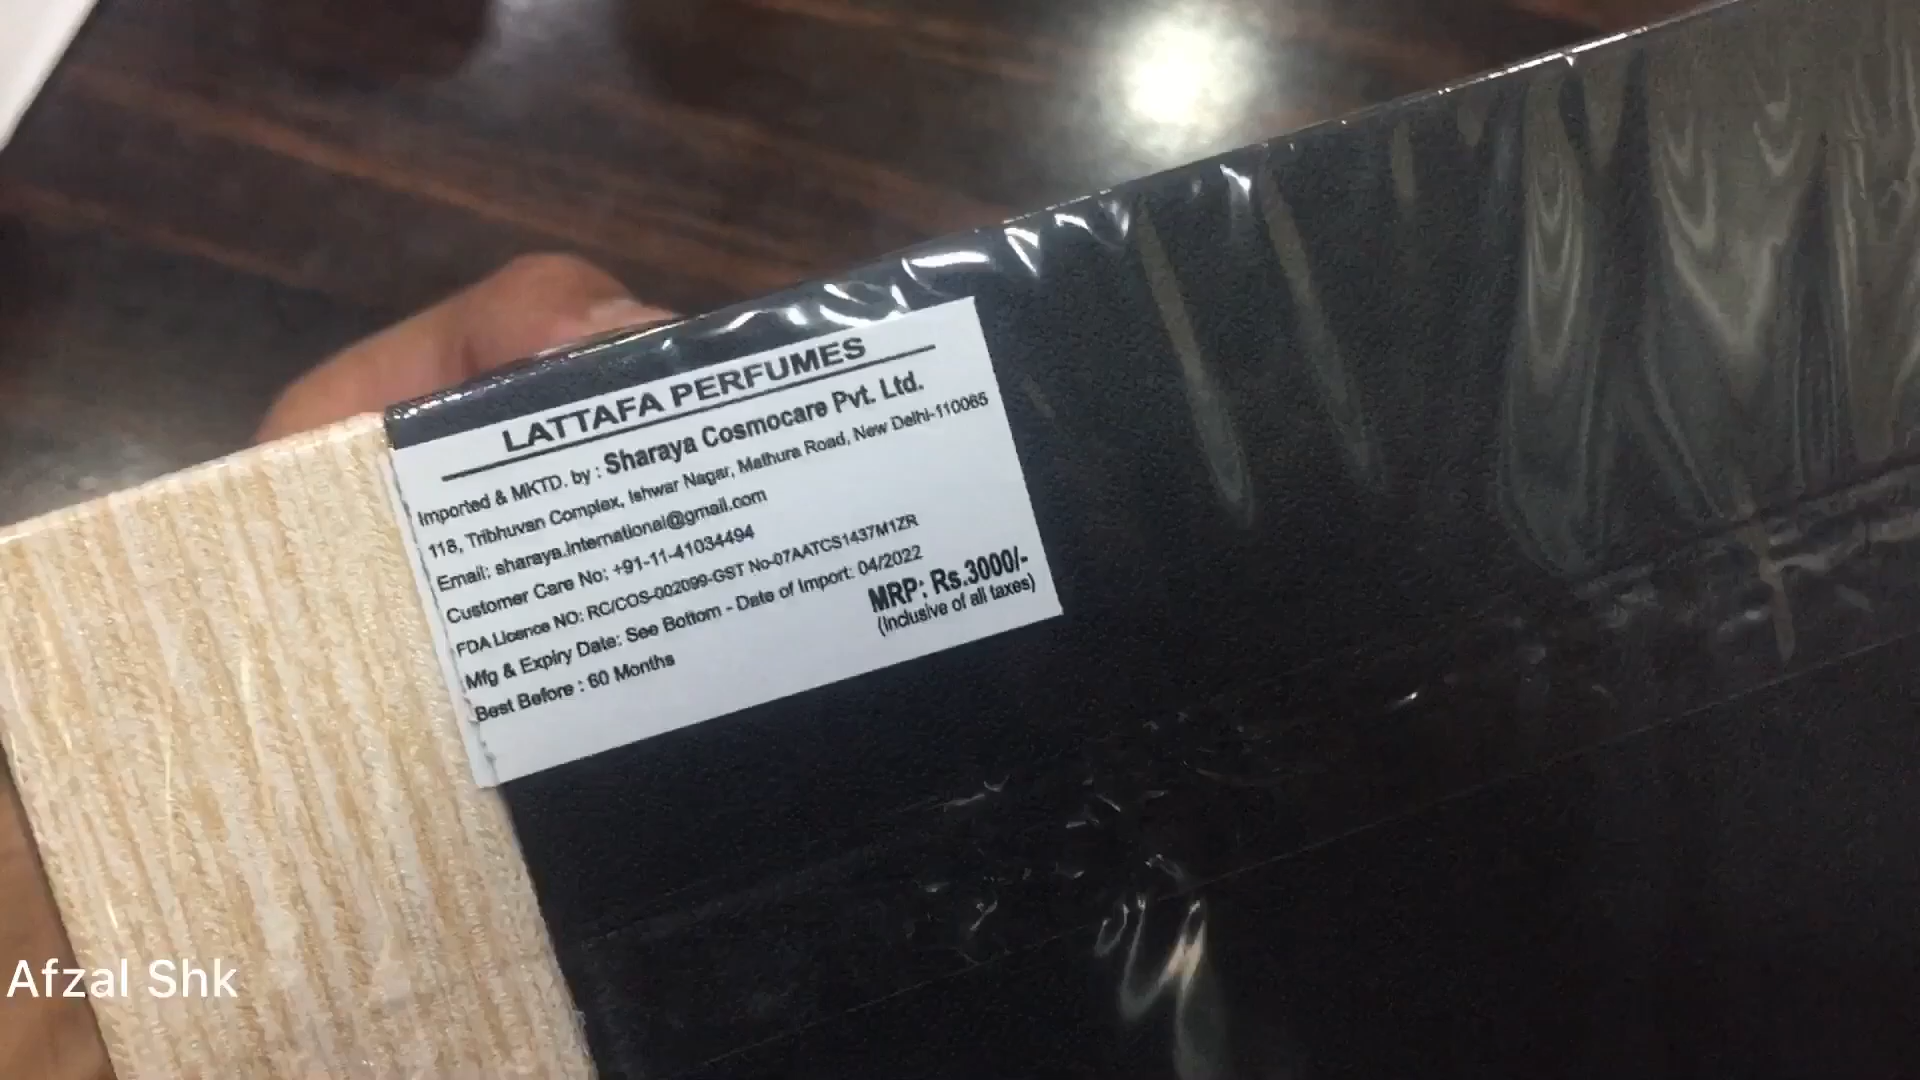 LATTAFA PERFUMES
Imported & MKTD. by : Sharaya Cosmocare Pvt. Ltd.
118, Tribhuvan Complex, Ishwar Nagar, Mathura Road, New Delhi-110065
Email: sharaya.international@gmail.com
Customer Care No: +91-11-41034494
FDA Licence NO: RC/COS-002099-GST No-07AATCS1437M1ZR
Mfg & Expiry Date: See Bottom - Date of Import: 04/2022
Best Before : 60 Months
MRP: Rs.3000/-
(Inclusive of all taxes)
Afzal Shk